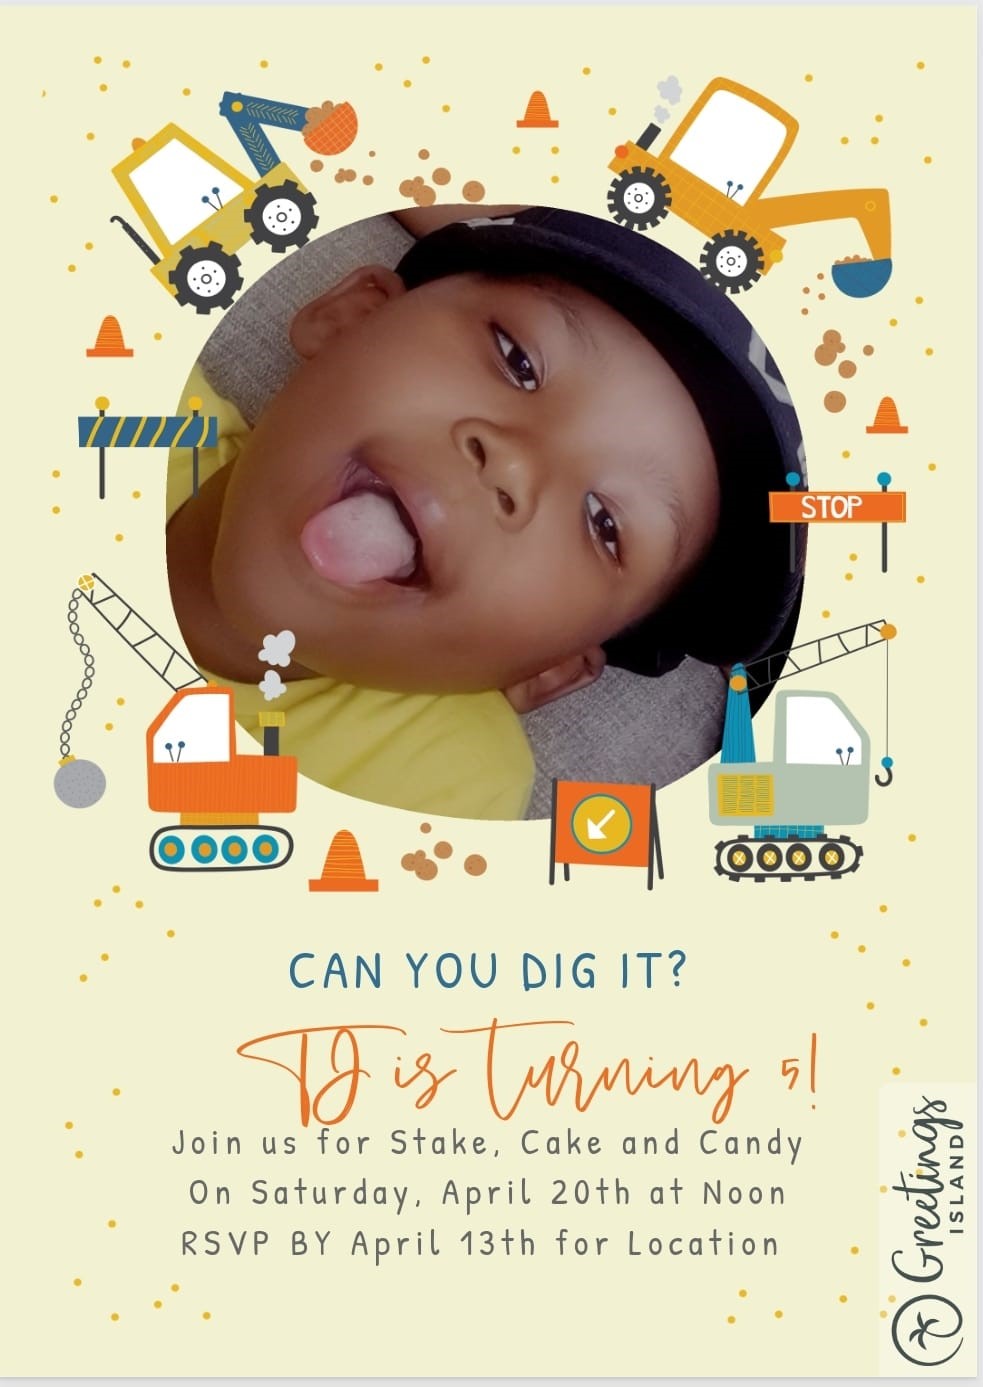 STOP
CAN YOU DIG IT?
TJ is turning 5!
Join us for Stake, Cake and Candy
On Saturday, April 20th at Noon
RSVP BY April 13th for Location
Greetings
ISLAND